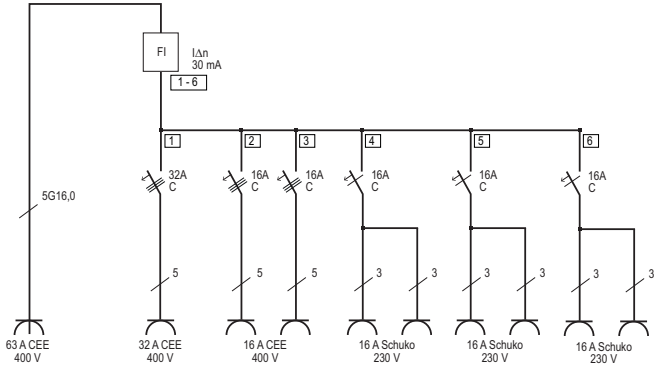 FI
IΔn
30 mA
1 - 6
1
2
3
4
5
6
32A
C
16A
C
16A
C
16A
C
16A
C
16A
C
5G16,0
5
5
5
3
3
3
3
3
3
63 A CEE
400 V
32 A CEE
400 V
16 A CEE
400 V
16 A Schuko
230 V
16 A Schuko
230 V
16 A Schuko
230 V